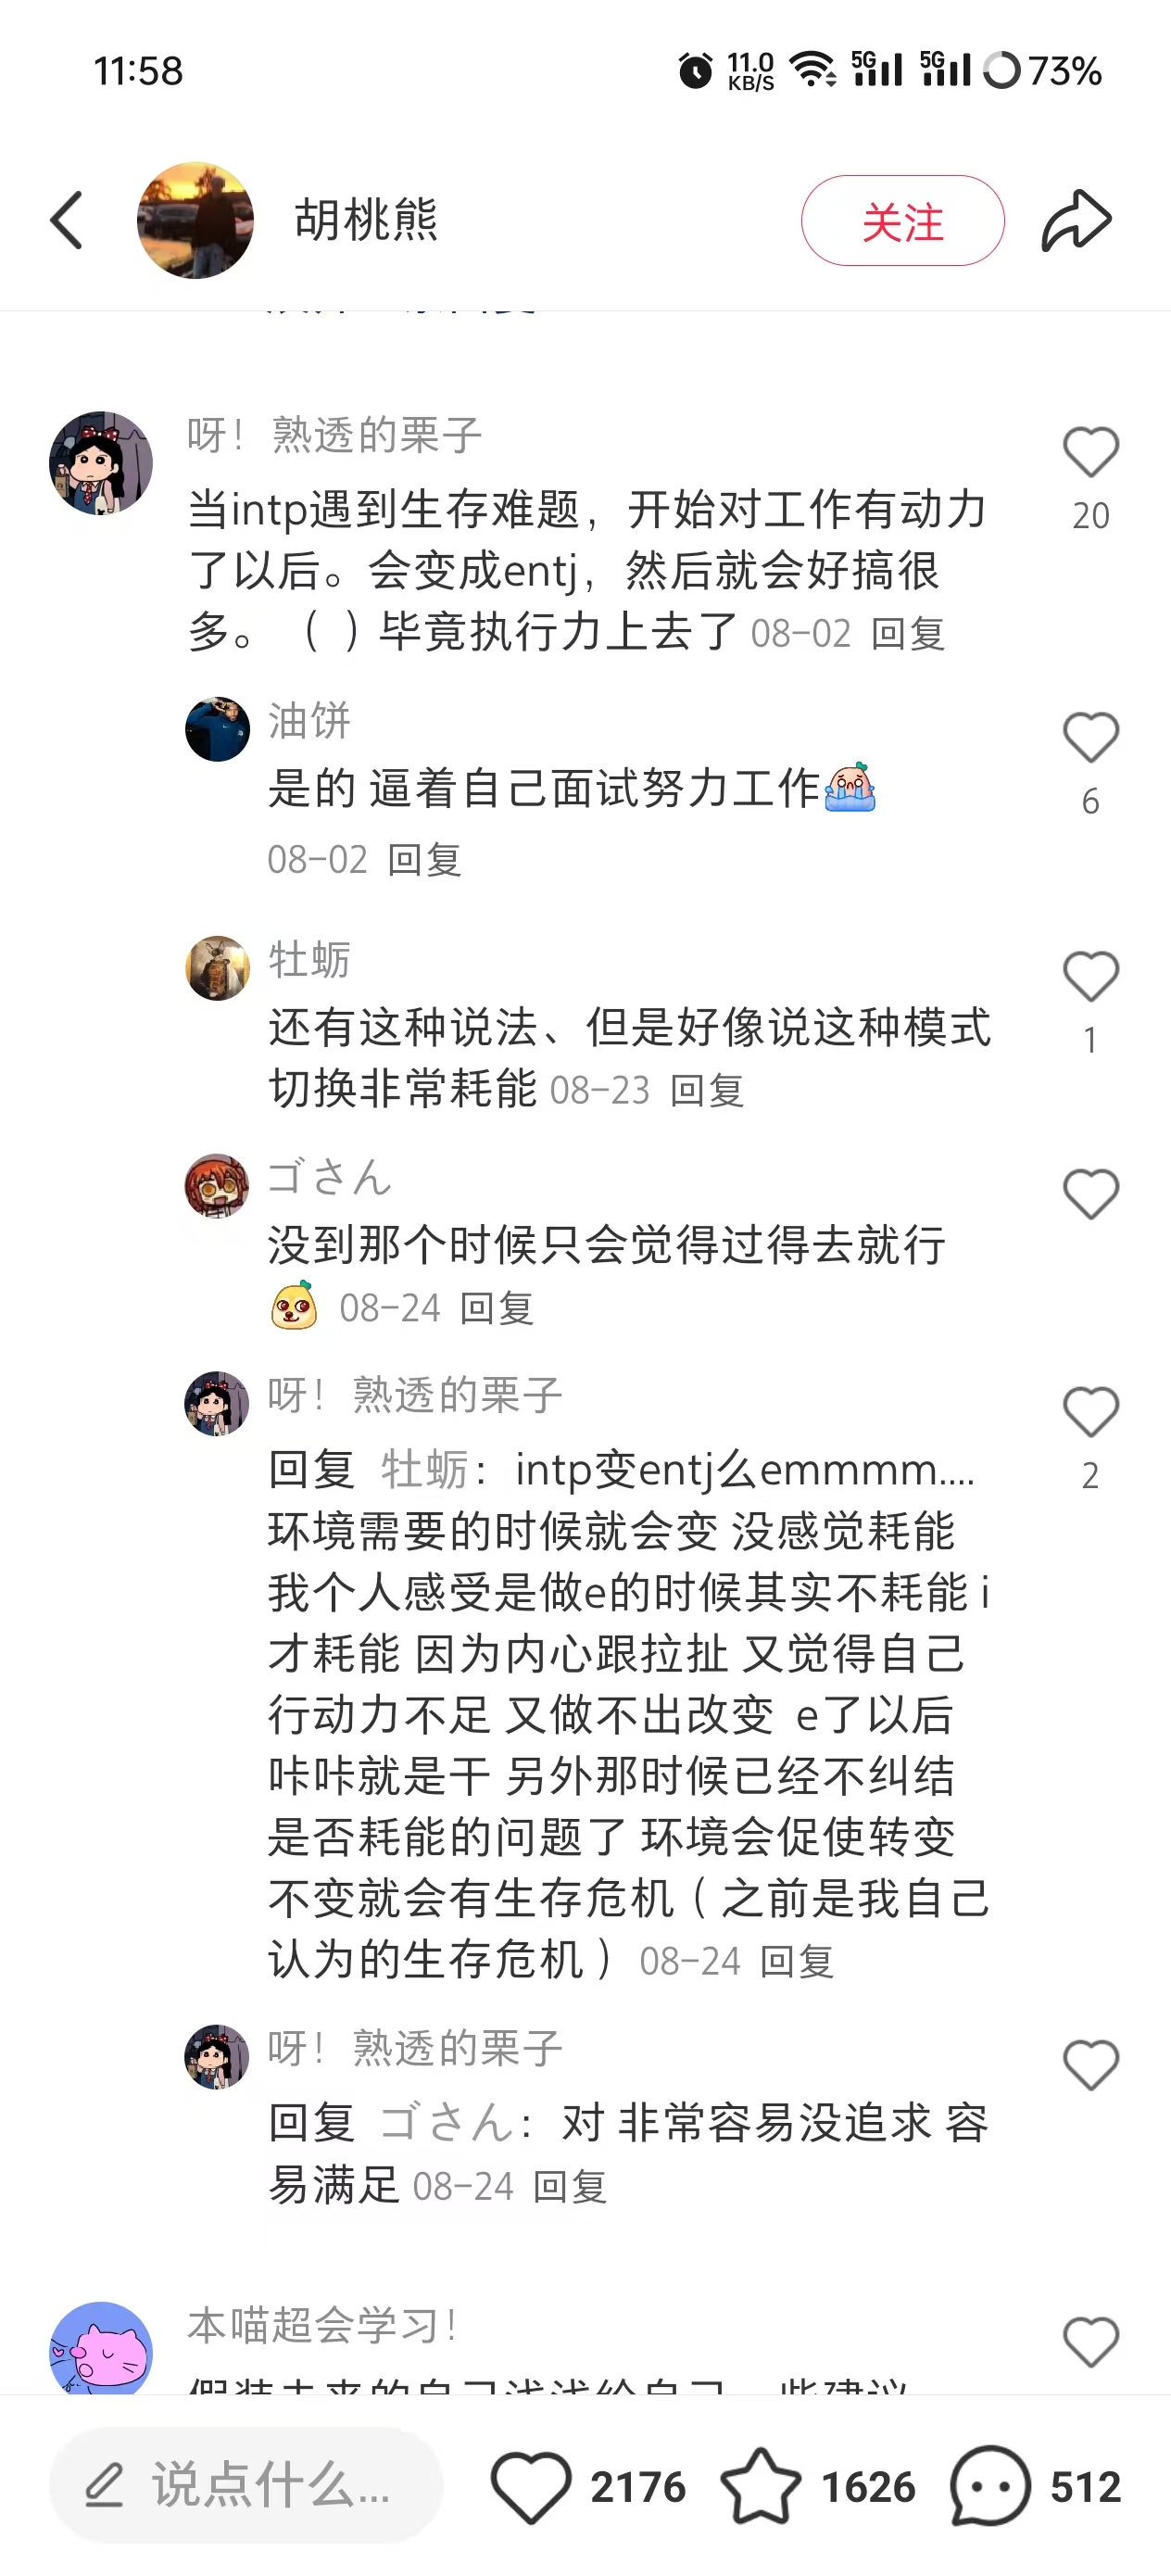 11:58
11.0
KB/S
5G
5G
73%
胡桃熊
关注
呀！熟透的栗子
当intp遇到生存难题，开始对工作有动力
了以后。会变成entj，然后就会好搞很
多。（ ）毕竟执行力上去了 08-02 回复
20
油饼
是的 逼着自己面试努力工作
6
08-02 回复
牡蛎
还有这种说法、但是好像说这种模式
切换非常耗能 08-23 回复
1
ゴさん
没到那个时候只会觉得过得去就行
08-24 回复
呀！熟透的栗子
回复 牡蛎：intp变entj么emmmm....
2
环境需要的时候就会变 没感觉耗能
我个人感受是做e的时候其实不耗能 i
才耗能 因为内心跟拉扯 又觉得自己
行动力不足 又做不出改变 e了以后
咔咔就是干 另外那时候已经不纠结
是否耗能的问题了 环境会促使转变
不变就会有生存危机（之前是我自己
认为的生存危机）08-24 回复
呀！熟透的栗子
回复 ゴさん：对 非常容易没追求 容
易满足 08-24 回复
本喵超会学习！
说点什么...
2176
1626
512